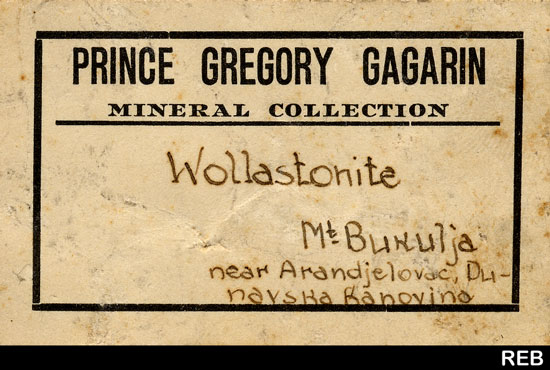 PRINCE GREGORY GAGARIN
MINERAL COLLECTION
Wollastonite
Mt Bukulja
near Arandjelovac, Du-
navska Banovina
REB